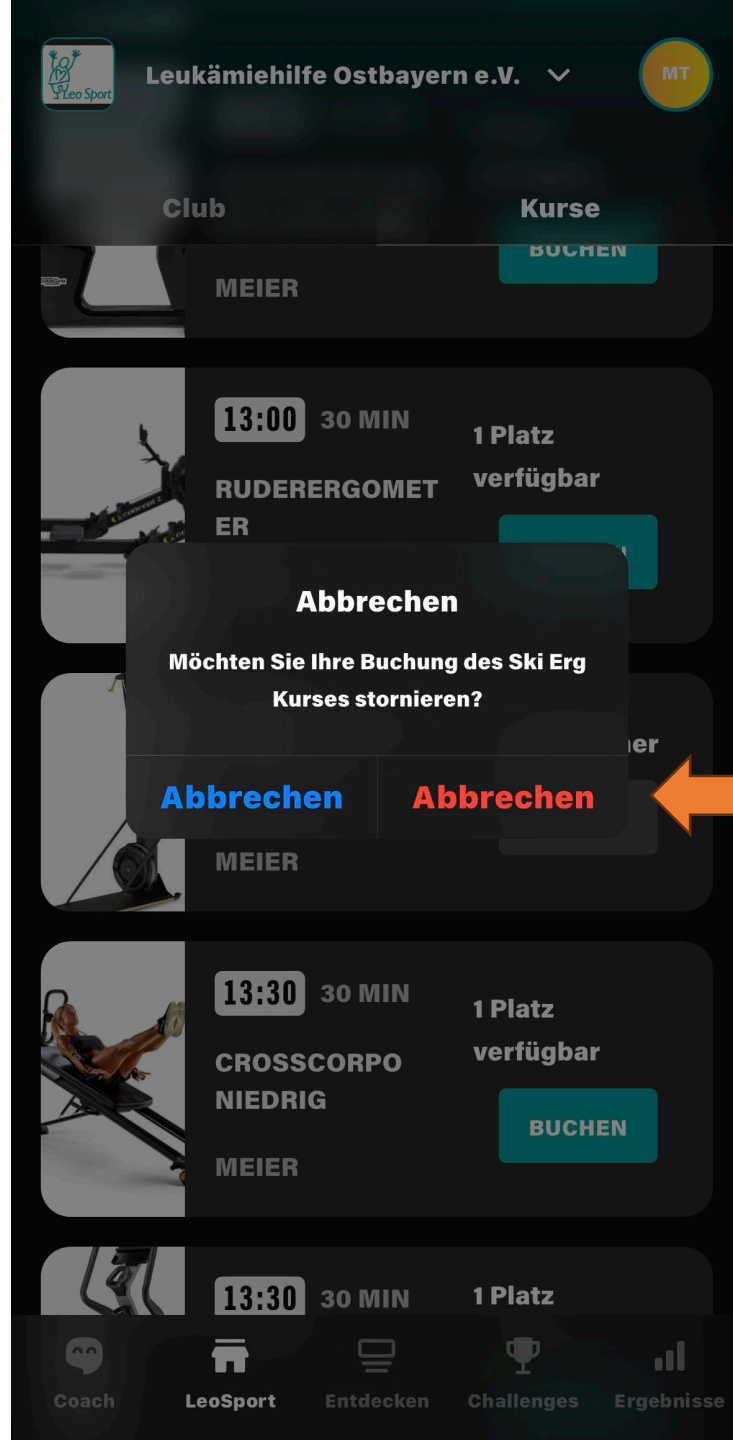 Leo Sport
Leukämiehilfe Ostbayern e.V.
MT
Club
Kurse
BUCHEN
MEIER
13:00 30 MIN
1 Platz
verfügbar
RUDERERGOMET
ER
Abbrechen
Möchten Sie Ihre Buchung des Ski Erg
Kurses stornieren?
Abbrechen Abbrechen
MEIER
13:30 30 MIN
1 Platz
verfügbar
CROSSCORPO
NIEDRIG
BUCHEN
MEIER
13:30 30 MIN
1 Platz
Coach LeoSport Entdecken Challenges Ergebnisse